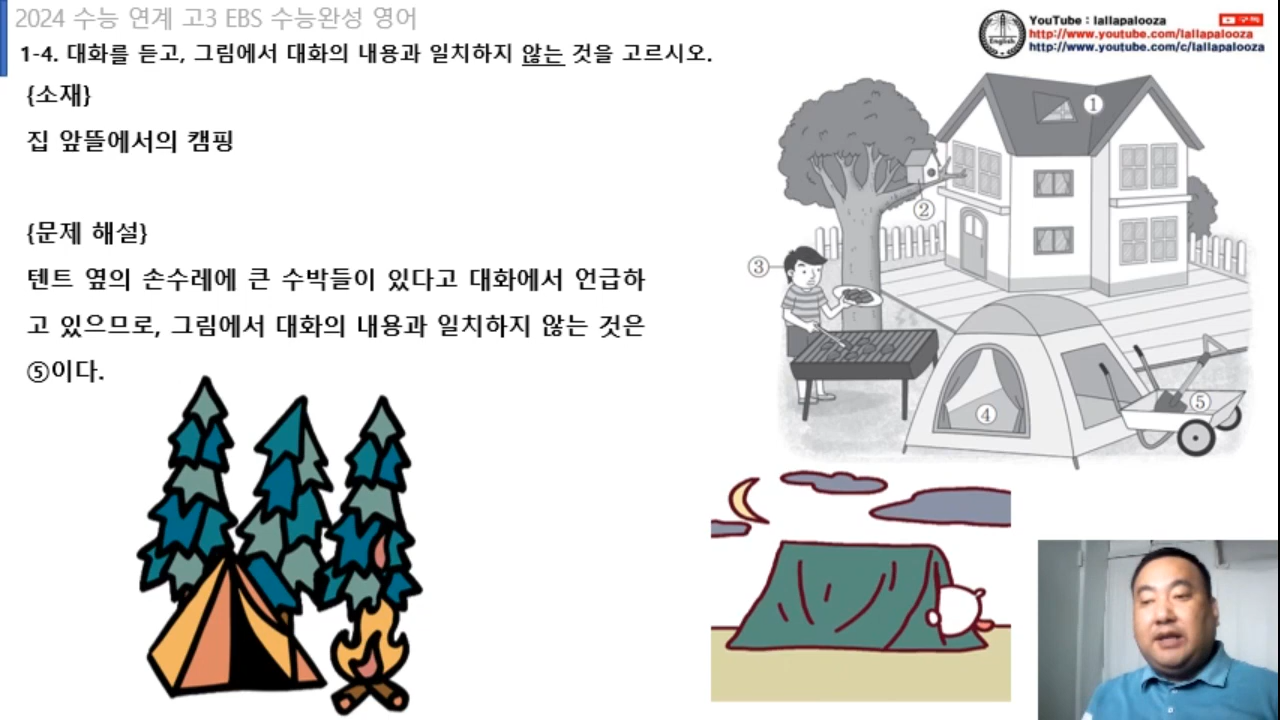 2024 수능 연계 고3 EBS 수능완성 영어
1-4. 대화를 듣고, 그림에서 대화의 내용과 일치하지 않는 것을 고르시오.
{소재}
집 앞뜰에서의 캠핑
{문제 해설}
텐트 옆의 손수레에 큰 수박들이 있다고 대화에서 언급하
고 있으므로, 그림에서 대화의 내용과 일치하지 않는 것은
⑤이다.
English
YouTube : lallapalooza
구독
http://www.youtube.com/lallapalooza
http://www.youtube.com/c/lallapalooza
①
②
③
④
⑤